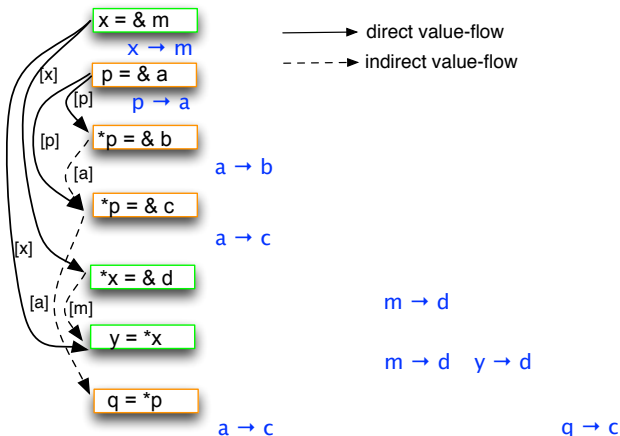 x = & m
direct value-flow
x → m
indirect value-flow
[x]
p = & a
[p]
p → a
*p = & b
[p]
a → b
[a]
*p = & c
a → c
[x]
*x = & d
[a]
[m]
m → d
y = *x
m → d y → d
q = *p
a → c q → c